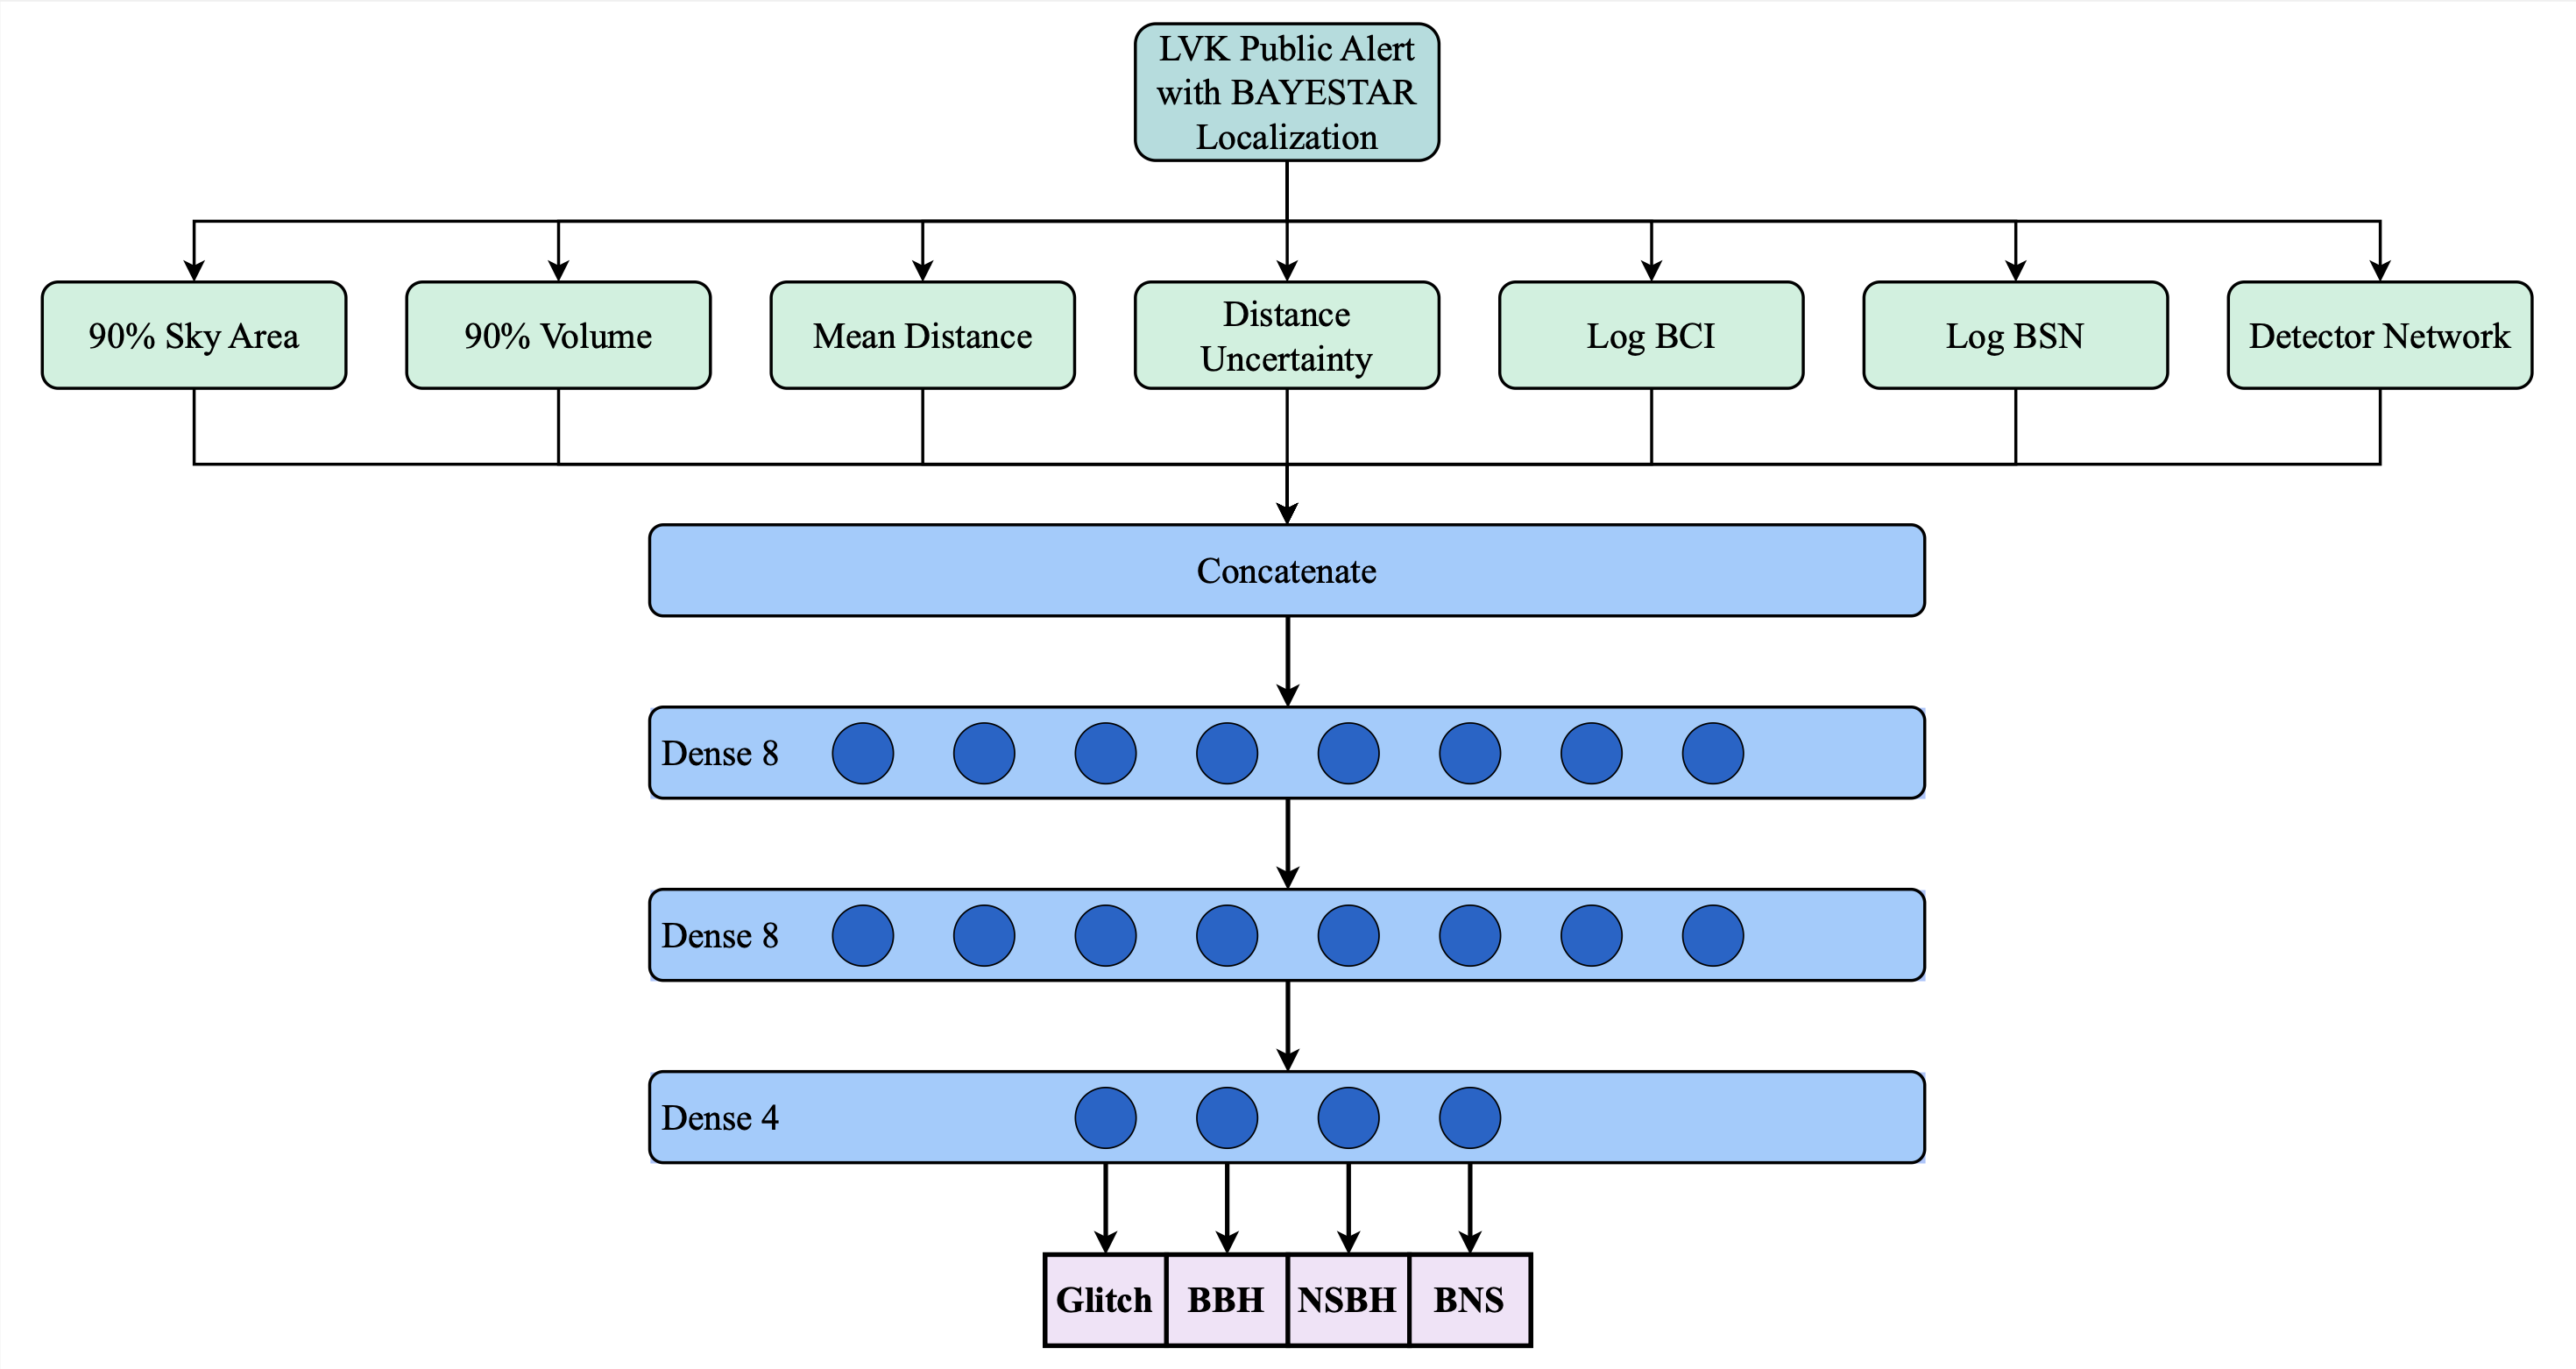 LVK Public Alert
with BAYESTAR
Localization
90% Sky Area
90% Volume
Mean Distance
Distance
Uncertainty
Log BCI
Log BSN
Detector Network
Concatenate
Dense 8
Dense 8
Dense 4
Glitch
BBH
NSBH
BNS